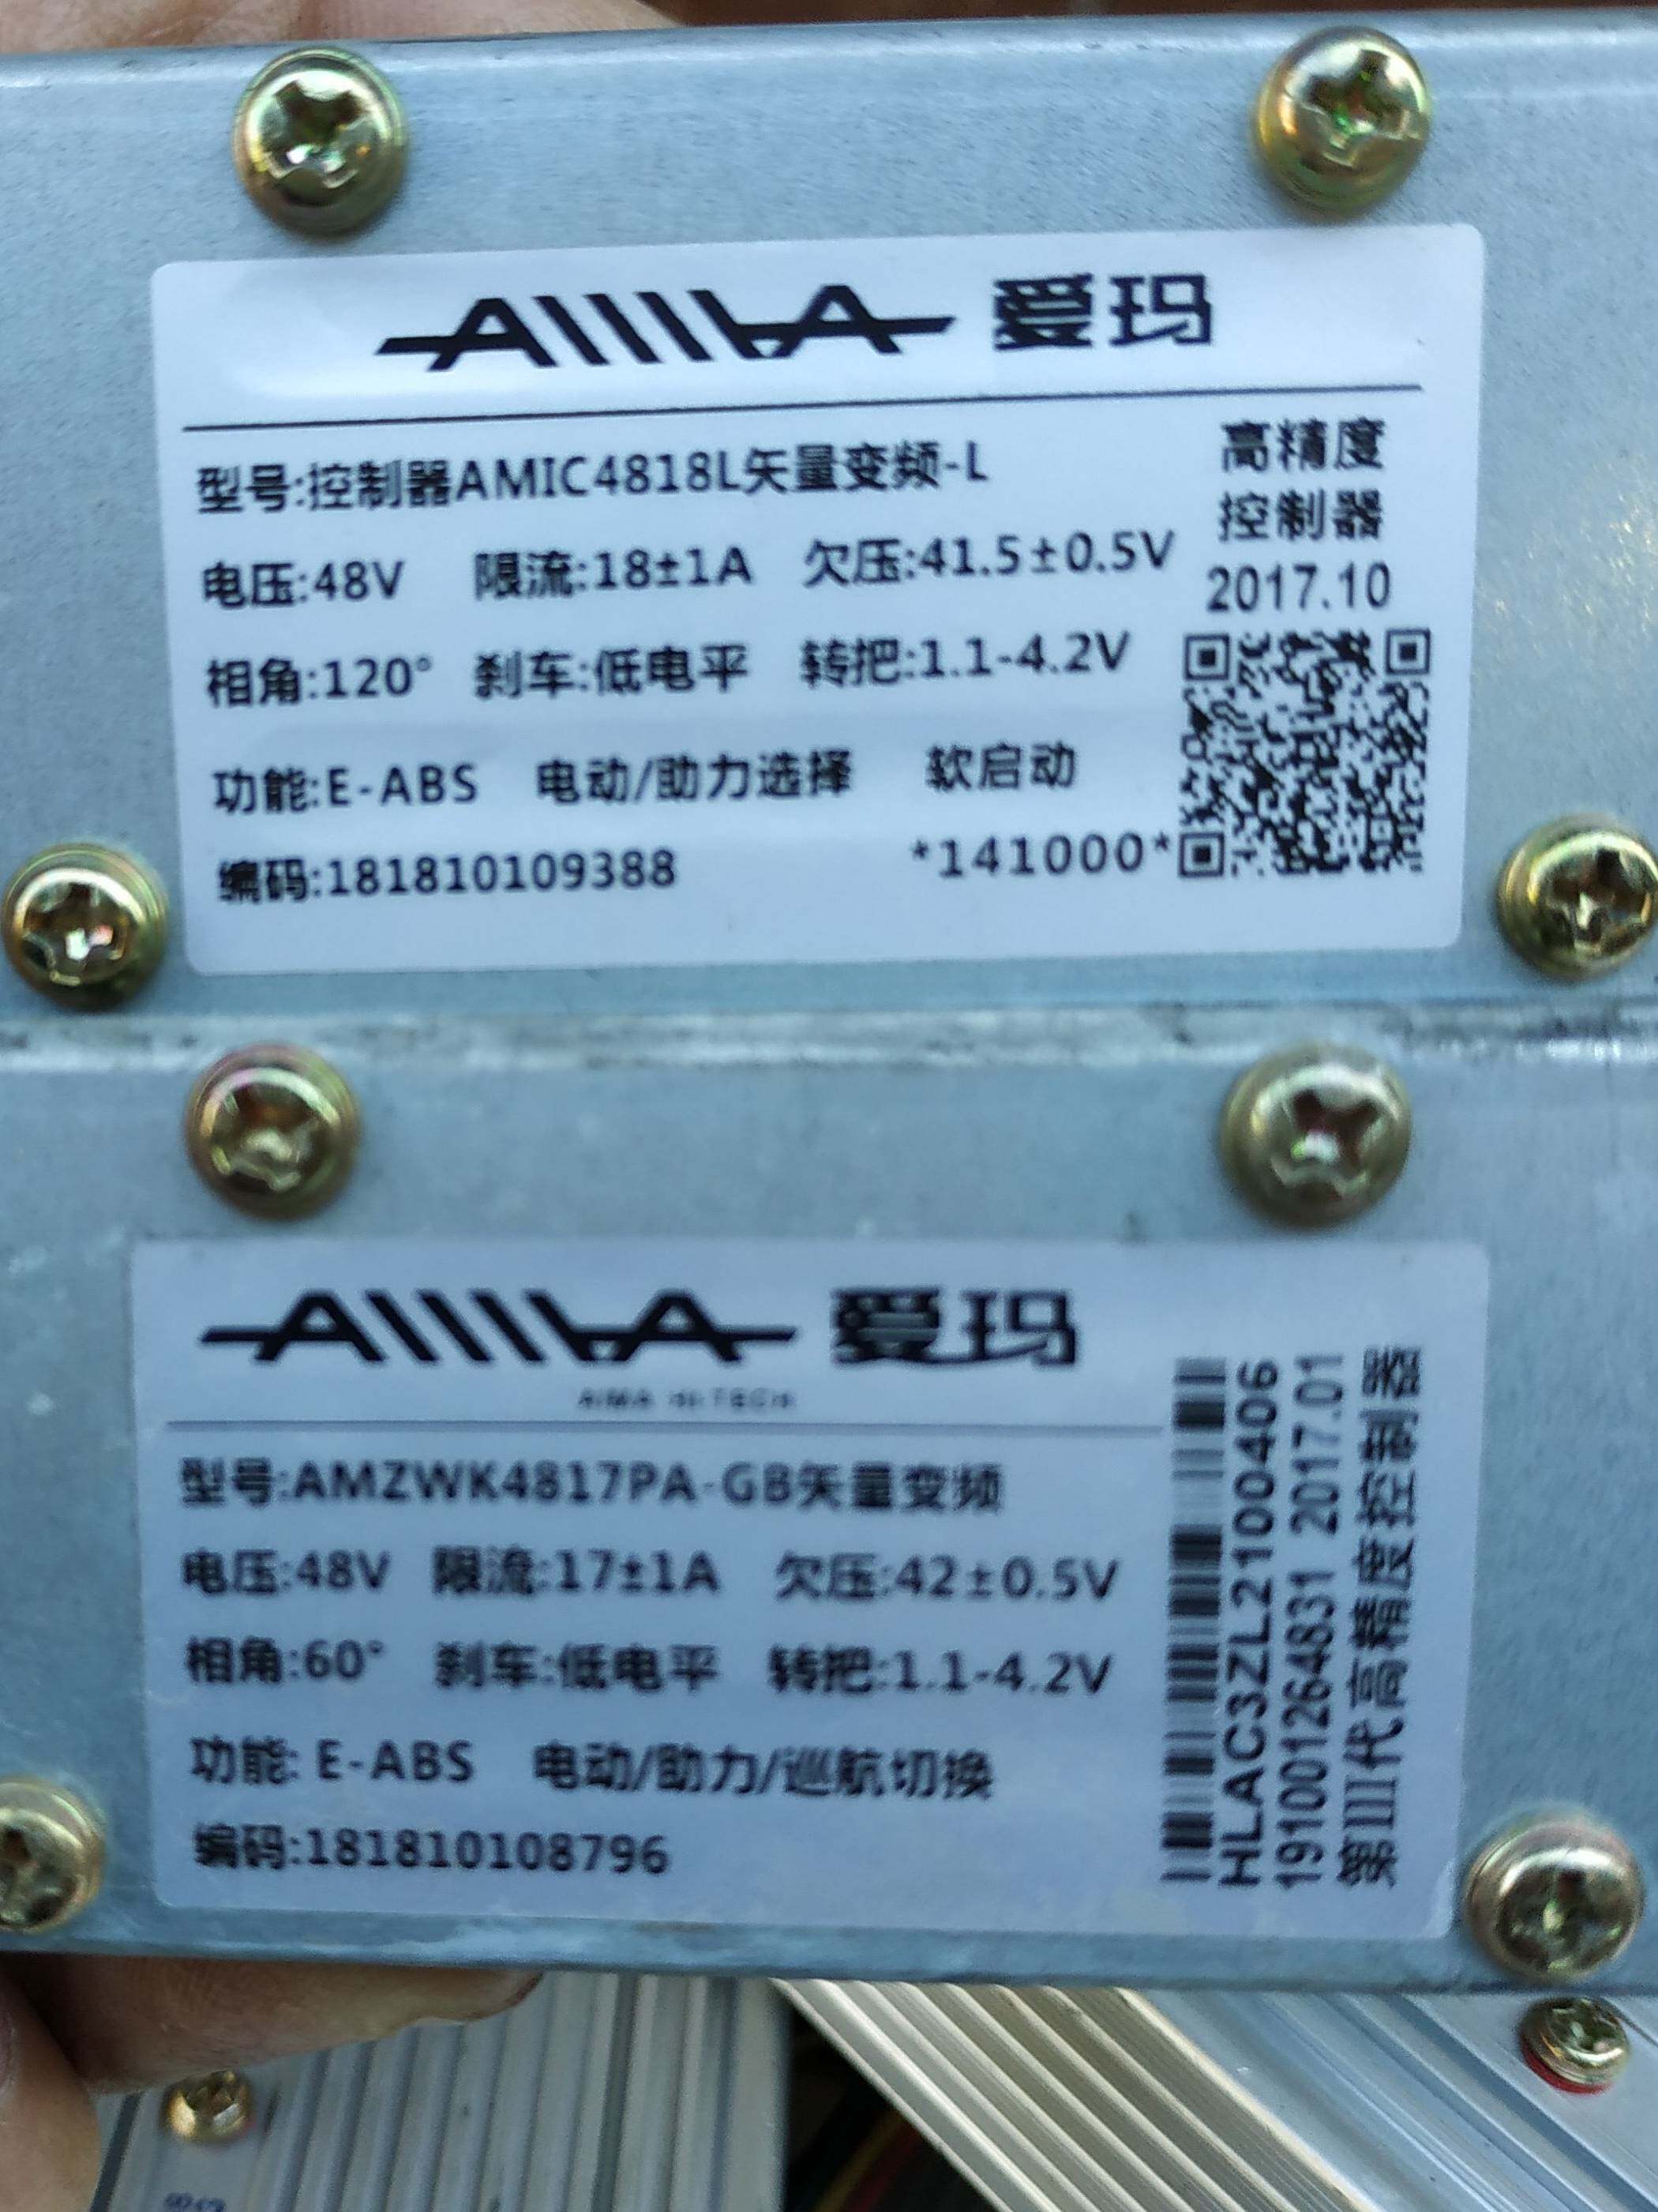 AIMA 爱玛
型号:控制器AMIC4818L矢量变频-L
高精度
控制器
2017.10
电压:48V 限流:18±1A 欠压:41.5±0.5V
相角:120° 刹车:低电平 转把:1.1-4.2V
功能:E-ABS 电动/助力选择 软启动
编码:181810109388 *141000*
AIMA 爱玛
AIMA HI TECH
型号:AMZWK4817PA-GB矢量变频
电压:48V 限流:17±1A 欠压:42±0.5V
相角:60° 刹车:低电平 转把:1.1-4.2V
功能: E-ABS 电动/助力/巡航切换
编码:181810108796
HLAC3ZL2100406
191001264831 2017.01
第III代高精度控制器